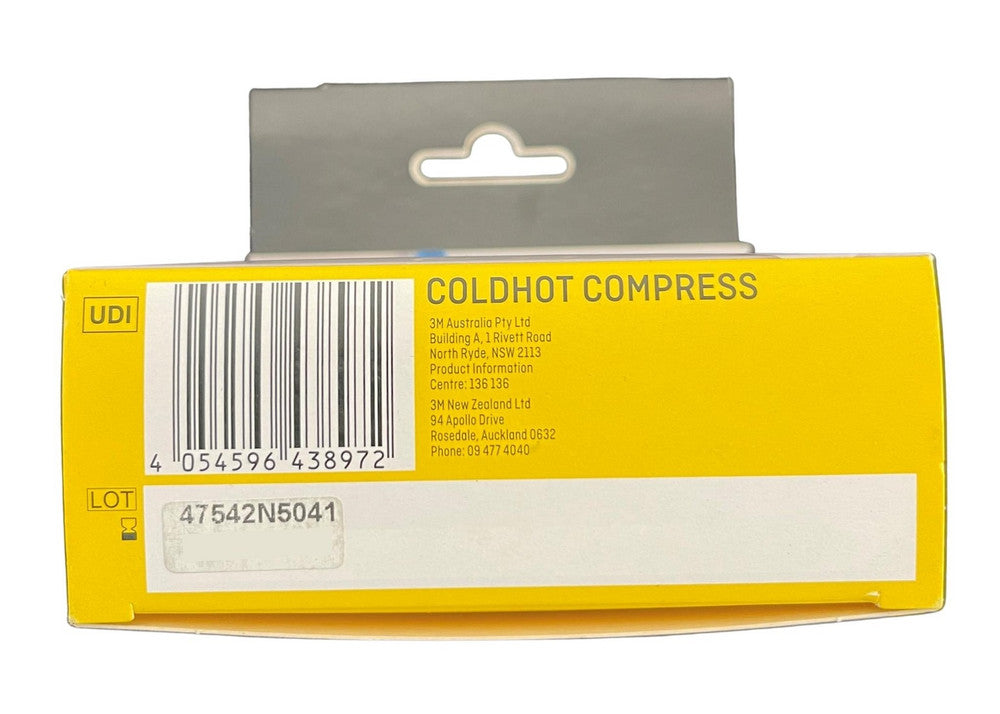 UDI
4 054596 438972
COLDHOT COMPRESS
3M Australia Pty Ltd
Building A, 1 Rivett Road
North Ryde, NSW 2113
Product Information
Centre: 136 136
3M New Zealand Ltd
94 Apollo Drive
Rosedale, Auckland 0632
Phone: 09 477 4040
LOT
47542N5041